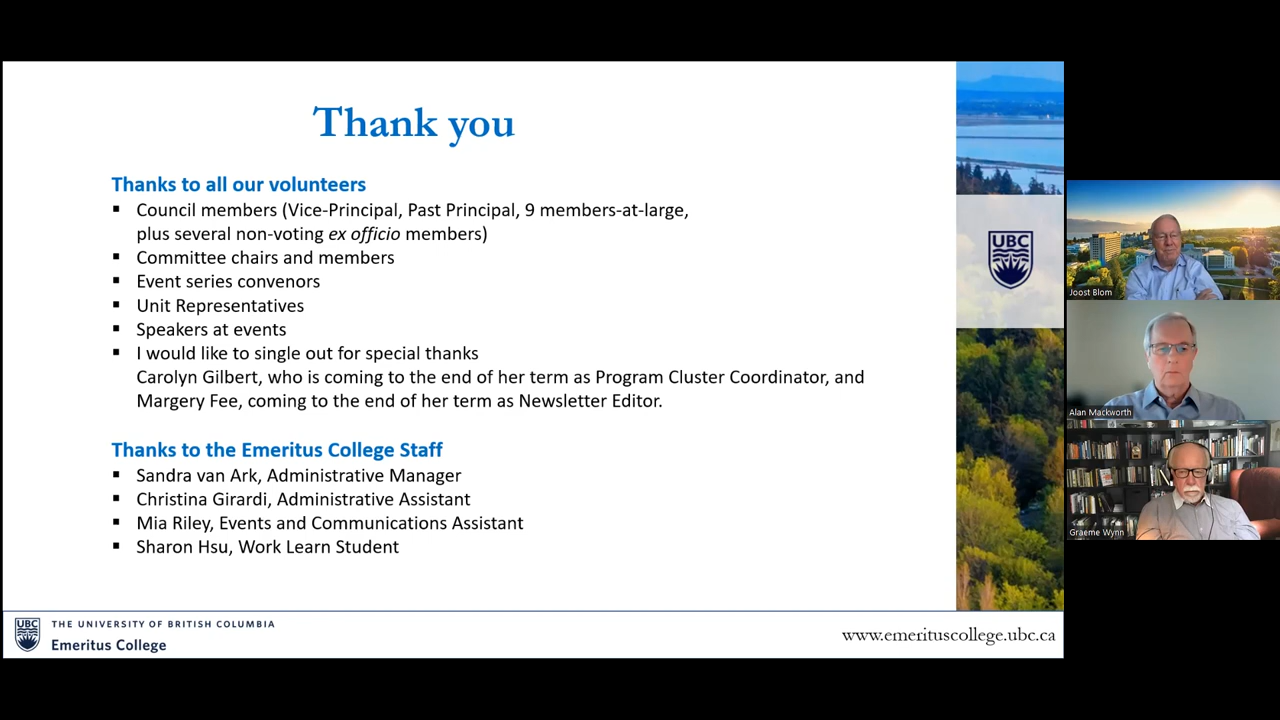 Thank you
Thanks to all our volunteers
▪ Council members (Vice-Principal, Past Principal, 9 members-at-large,
plus several non-voting ex officio members)
▪ Committee chairs and members
▪ Event series convenors
▪ Unit Representatives
▪ Speakers at events
▪ I would like to single out for special thanks
Carolyn Gilbert, who is coming to the end of her term as Program Cluster Coordinator, and
Margery Fee, coming to the end of her term as Newsletter Editor.
Thanks to the Emeritus College Staff
▪ Sandra van Ark, Administrative Manager
▪ Christina Girardi, Administrative Assistant
▪ Mia Riley, Events and Communications Assistant
▪ Sharon Hsu, Work Learn Student
UBC
THE UNIVERSITY OF BRITISH COLUMBIA
Emeritus College
www.emerituscollege.ubc.ca
UBC
Joost Blom
Alan Mackworth
Graeme Wynn